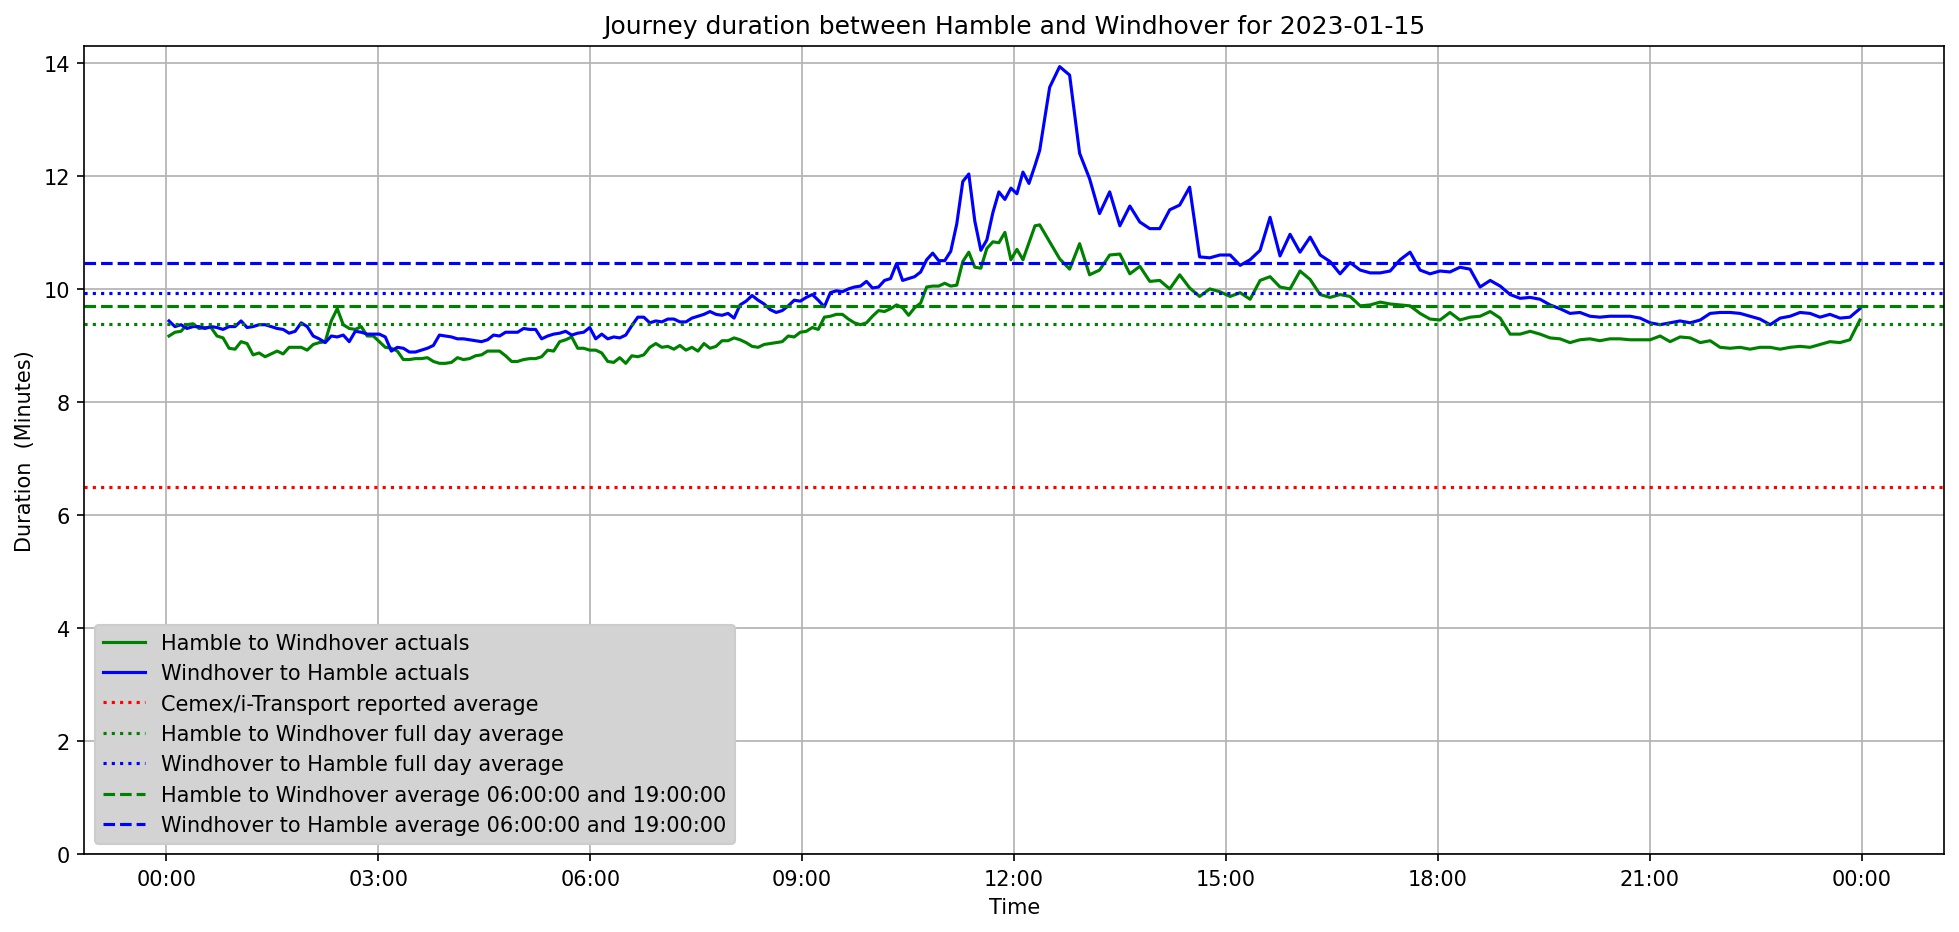 Journey duration between Hamble and Windhover for 2023-01-15
14
12
10
8
6
4
2
0
Duration  (Minutes)
Hamble to Windhover actuals
Windhover to Hamble actuals
Cemex/i-Transport reported average
Hamble to Windhover full day average
Windhover to Hamble full day average
Hamble to Windhover average 06:00:00 and 19:00:00
Windhover to Hamble average 06:00:00 and 19:00:00
00:00 03:00 06:00 09:00 12:00 15:00 18:00 21:00 00:00
Time